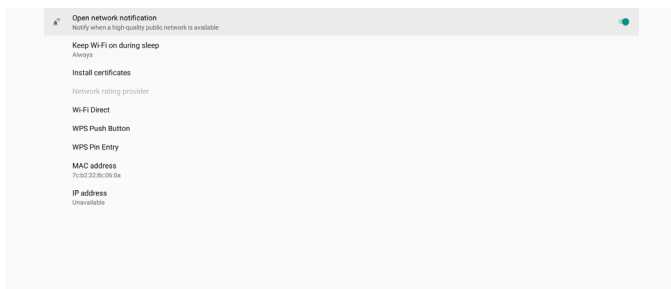 Open network notification
Notify when a high-quality public network is available
Keep Wi-Fi on during sleep
Always
Install certificates
Network rating provider
Wi-Fi Direct
WPS Push Button
WPS Pin Entry
MAC address
7c:b2:32:8c:06:0a
IP address
Unavailable